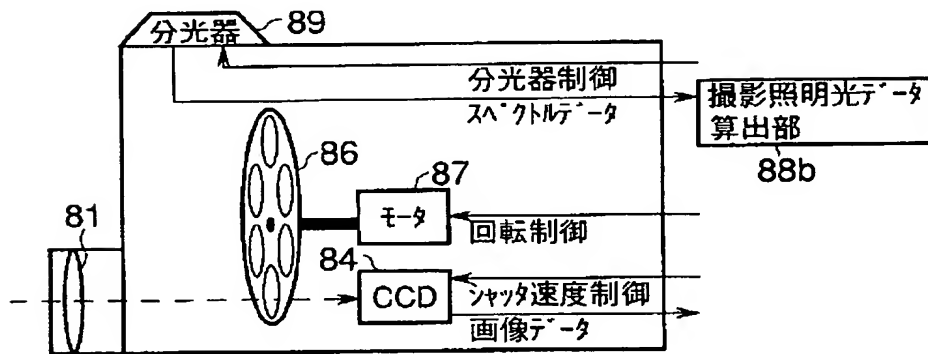 分光器
89
分光器制御
スペクトルデータ
撮影照明光データ
算出部
88b
86
87
モータ
回転制御
81
84
CCD
シャッタ速度制御
画像データ